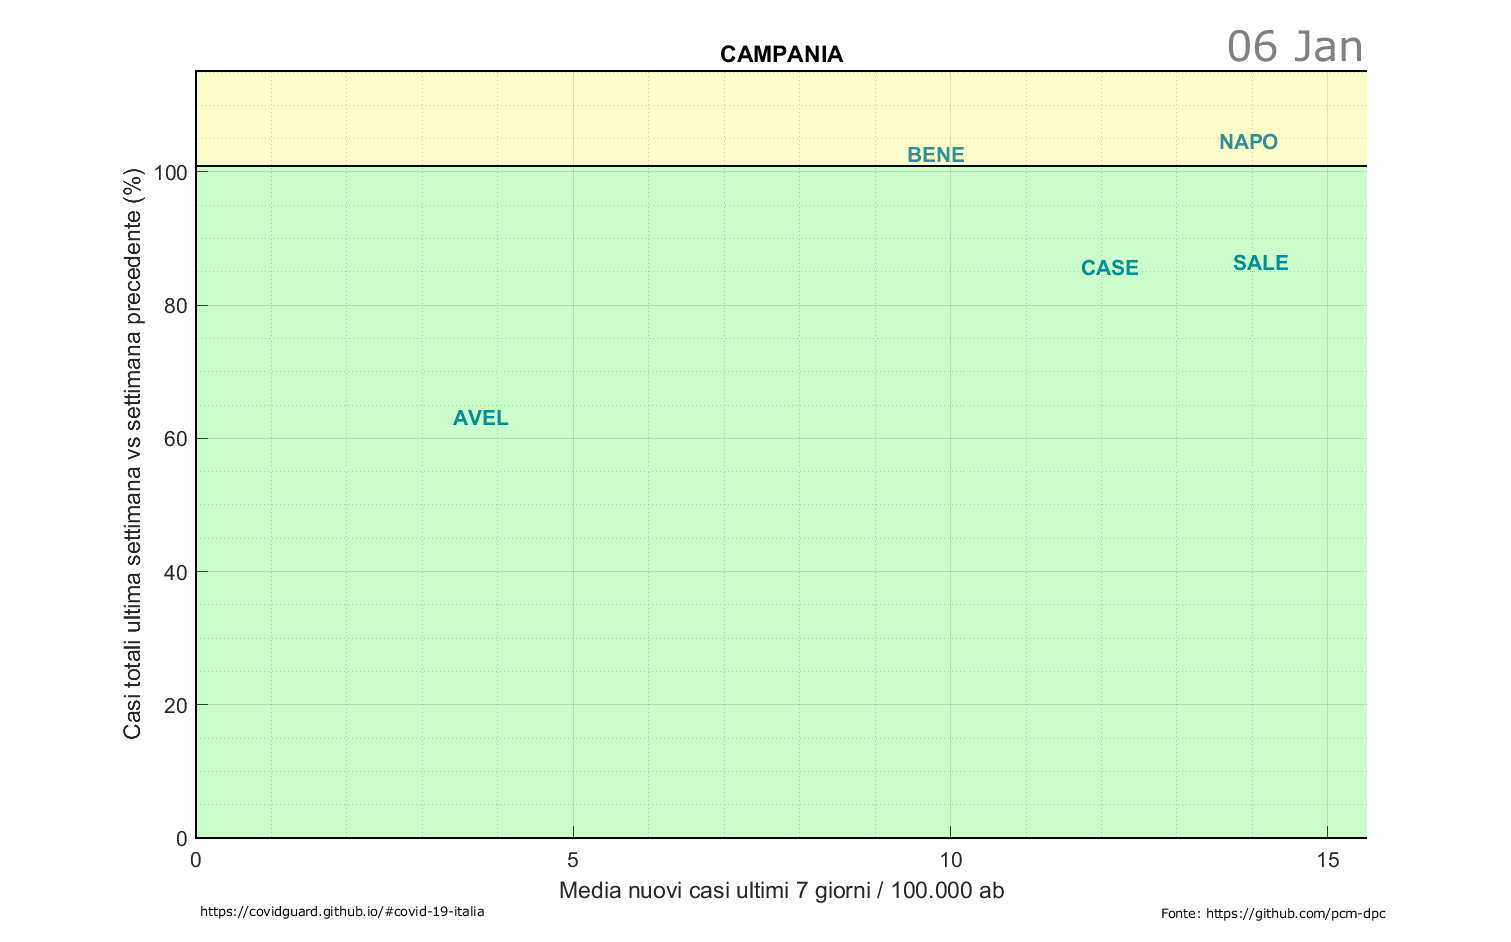 CAMPANIA
06 Jan
Casi totali ultima settimana vs settimana precedente (%)
100
80
60
40
20
0
BENE
NAPO
CASE
SALE
AVEL
0
5
10
15
Media nuovi casi ultimi 7 giorni / 100.000 ab
https://covidguard.github.io/#covid-19-italia
Fonte: https://github.com/pcm-dpc